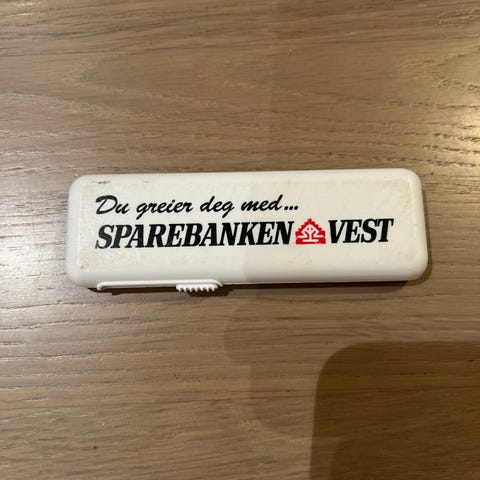 Du greier deg med...
SPAREBANKEN VEST